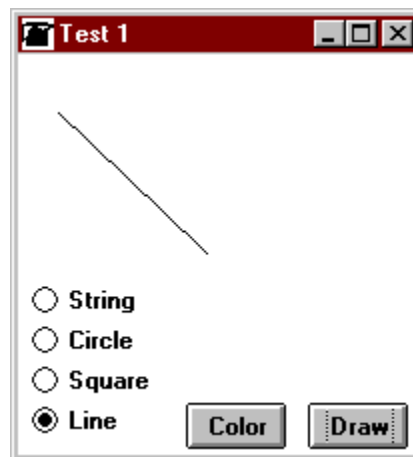 Test 1
String
Circle
Square
Line
Color
Draw